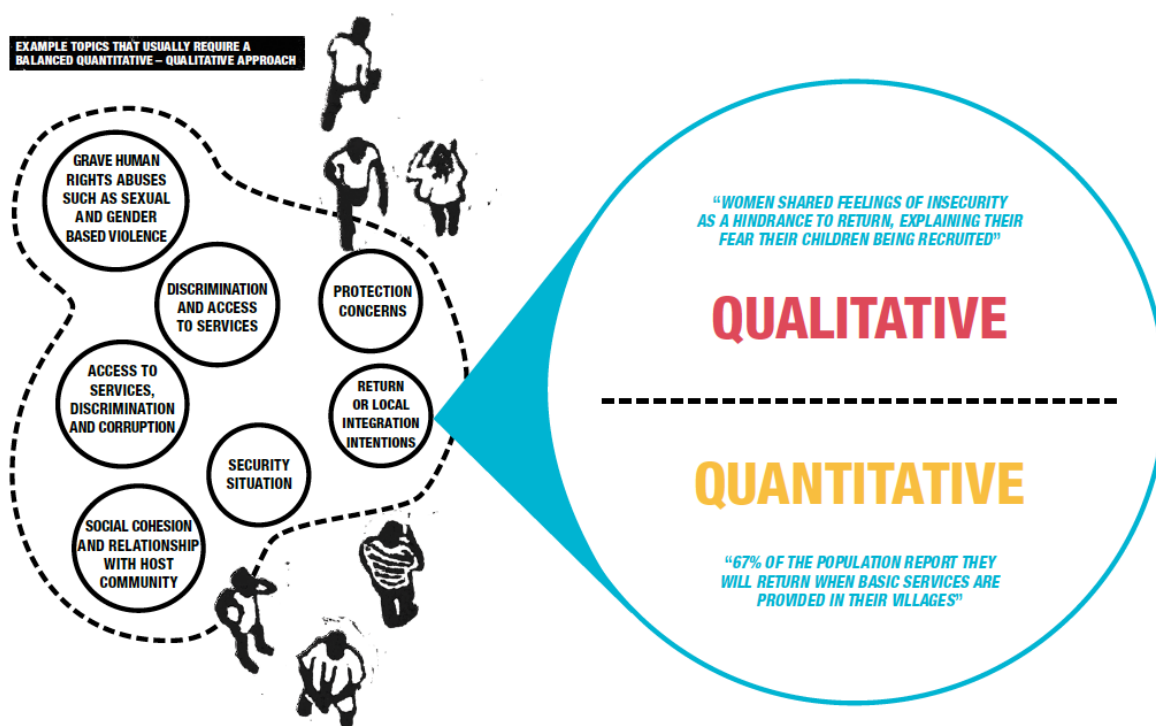 EXAMPLE TOPICS THAT USUALLY REQUIRE A
BALANCED QUANTITATIVE – QUALITATIVE APPROACH
GRAVE HUMAN
RIGHTS ABUSES
SUCH AS SEXUAL
AND GENDER
BASED VIOLENCE
DISCRIMINATION
AND ACCESS
TO SERVICES
PROTECTION
CONCERNS
ACCESS TO
SERVICES,
DISCRIMINATION
AND CORRUPTION
RETURN
OR LOCAL
INTEGRATION
INTENTIONS
SECURITY
SITUATION
SOCIAL COHESION
AND RELATIONSHIP
WITH HOST
COMMUNITY
“WOMEN SHARED FEELINGS OF INSECURITY
AS A HINDRANCE TO RETURN, EXPLAINING THEIR
FEAR THEIR CHILDREN BEING RECRUITED”
QUALITATIVE
QUANTITATIVE
“67% OF THE POPULATION REPORT THEY
WILL RETURN WHEN BASIC SERVICES ARE
PROVIDED IN THEIR VILLAGES”